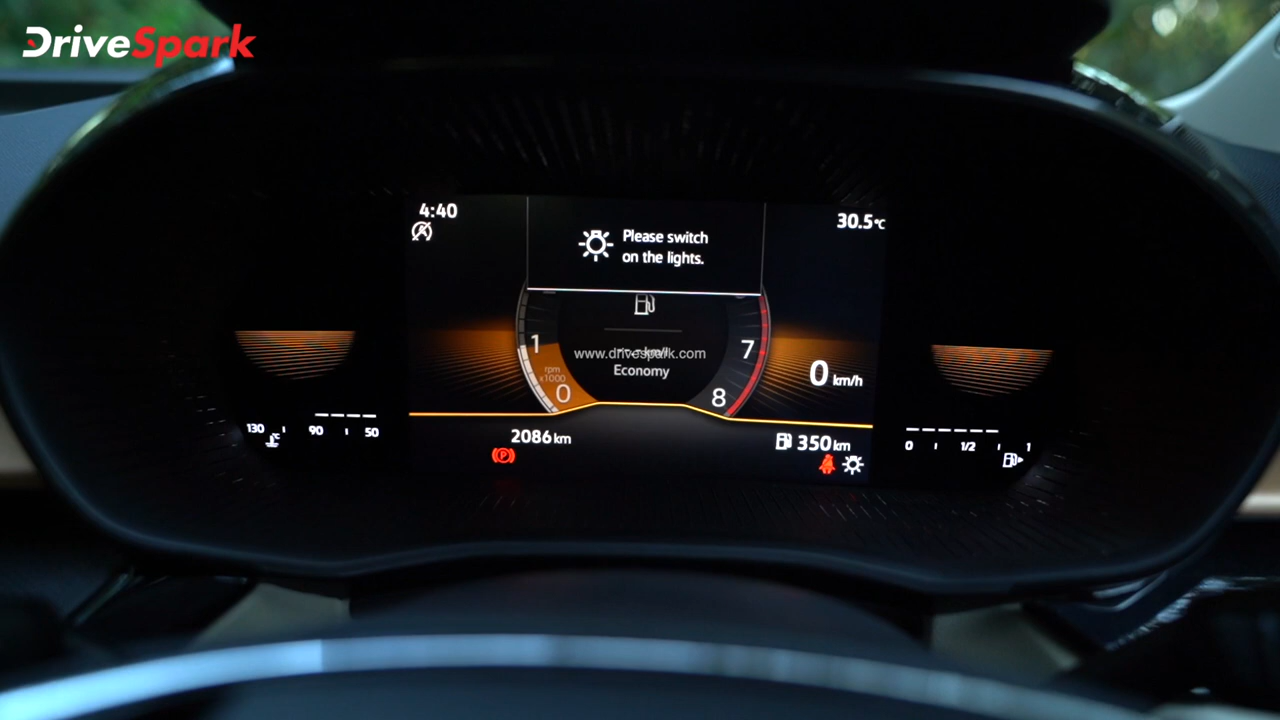 DriveSpark
4:40
30.5°C
Please switch
on the lights.
1
7
www.drivespark.com
rpm
x1000
0
8
Economy
0 km/h
130
°C
90
50
2086 km
350 km
0
1/2
1
P